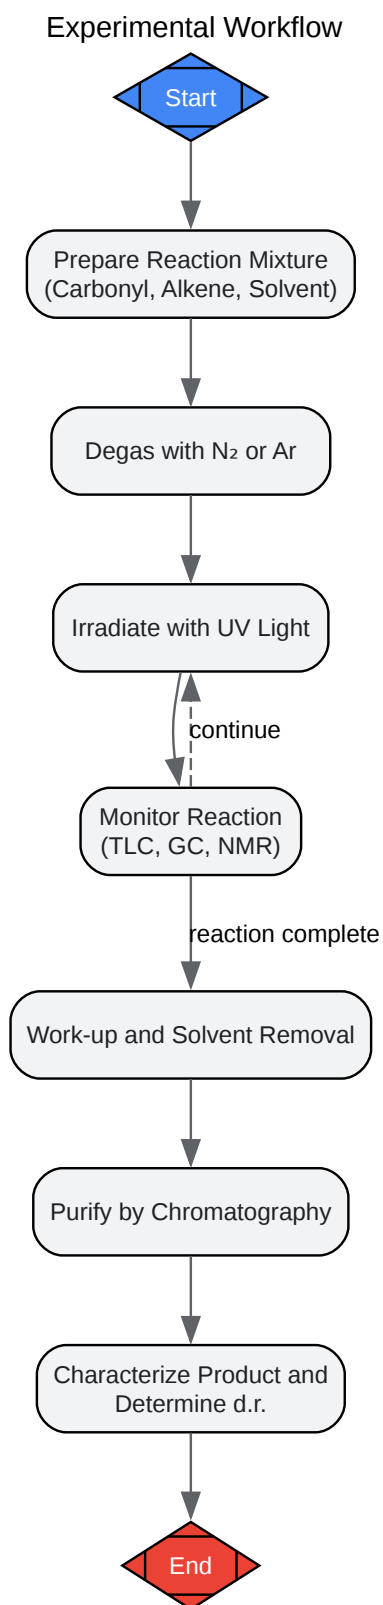 Experimental Workflow
Start
Prepare Reaction Mixture
(Carbonyl, Alkene, Solvent)
Degas with N₂ or Ar
Irradiate with UV Light
continue
Monitor Reaction
(TLC, GC, NMR)
reaction complete
Work-up and Solvent Removal
Purify by Chromatography
Characterize Product and
Determine d.r.
End